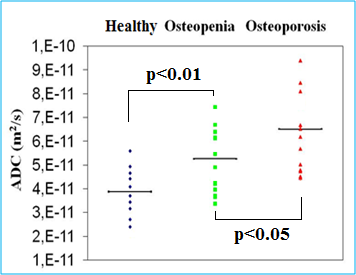 Healthy Osteopenia Osteoporosis
1,E-10
9,E-11
8,E-11
7,E-11
6,E-11
5,E-11
4,E-11
3,E-11
2,E-11
1,E-11
ADC (m²/s)
p<0.01
p<0.05